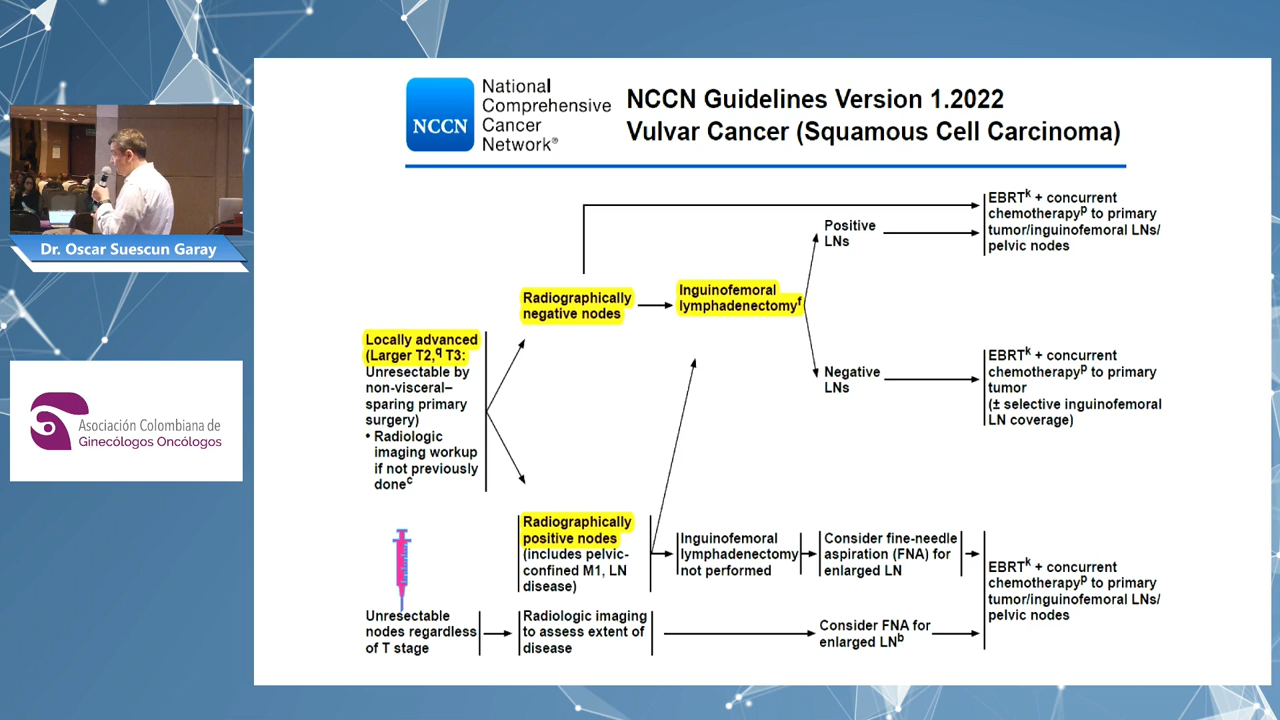 Dr. Oscar Suescun Garay
Asociación Colombiana de
Ginecólogos Oncólogos
NCCN
National
Comprehensive
Cancer
Network®
NCCN Guidelines Version 1.2022
Vulvar Cancer (Squamous Cell Carcinoma)
Locally advanced
(Larger T2,q T3:
Unresectable by
non-visceral–
sparing primary
surgery)
• Radiologic
imaging workup
if not previously
donec
Radiographically
negative nodes
Inguinofemoral
lymphadenectomyf
Positive
LNs
EBRTk + concurrent
chemotherapyp to primary
tumor/inguinofemoral LNs/
pelvic nodes
Negative
LNs
EBRTk + concurrent
chemotherapyp to primary
tumor
(± selective inguinofemoral
LN coverage)
Radiographically
positive nodes
(includes pelvic-
confined M1, LN
disease)
Inguinofemoral
lymphadenectomy
not performed
Consider fine-needle
aspiration (FNA) for
enlarged LN
EBRTk + concurrent
chemotherapyp to primary
tumor/inguinofemoral LNs/
pelvic nodes
Unresectable
nodes regardless
of T stage
Radiologic imaging
to assess extent of
disease
Consider FNA for
enlarged LNb